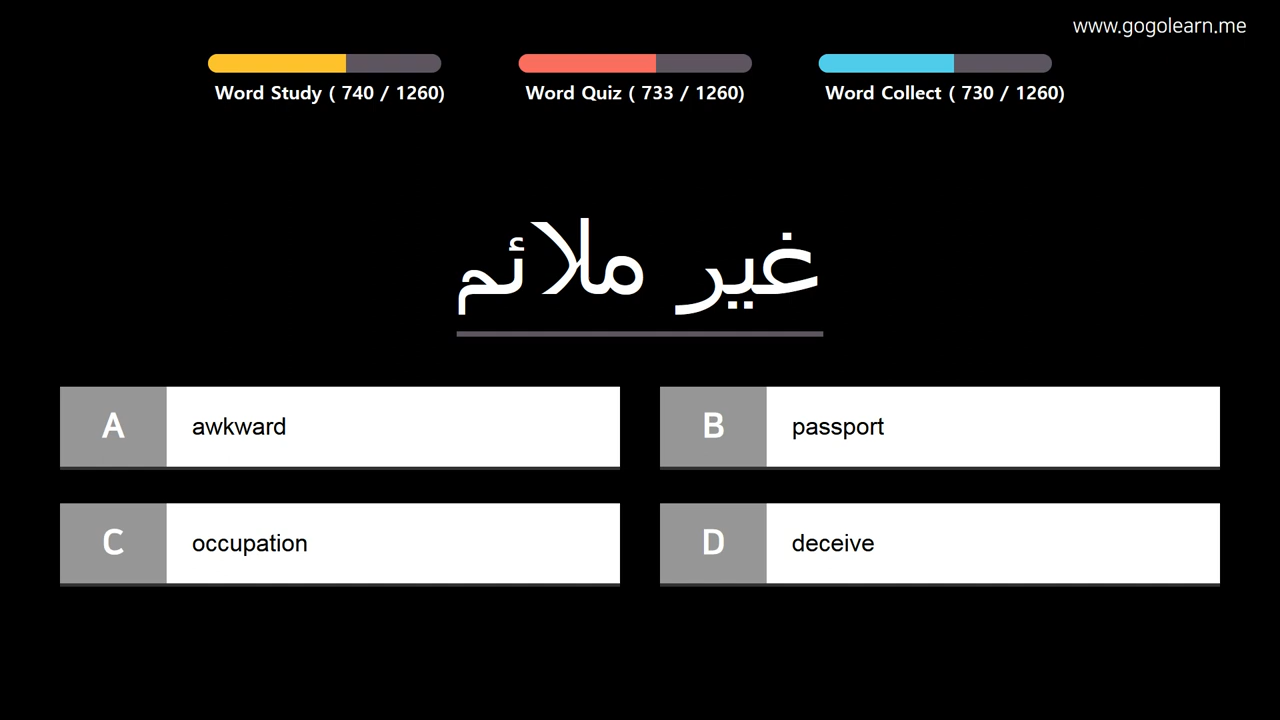 www.gogolearn.me
Word Study ( 740 / 1260)
Word Quiz ( 733 / 1260)
Word Collect ( 730 / 1260)
غير ملائم
A awkward
B passport
C occupation
D deceive